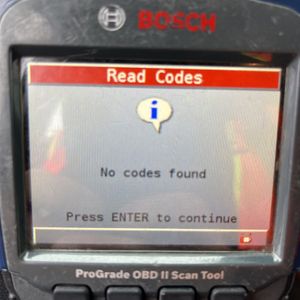 BOSCH
Read Codes
i
No codes found
Press ENTER to continue
ProGrade OBD II Scan Tool